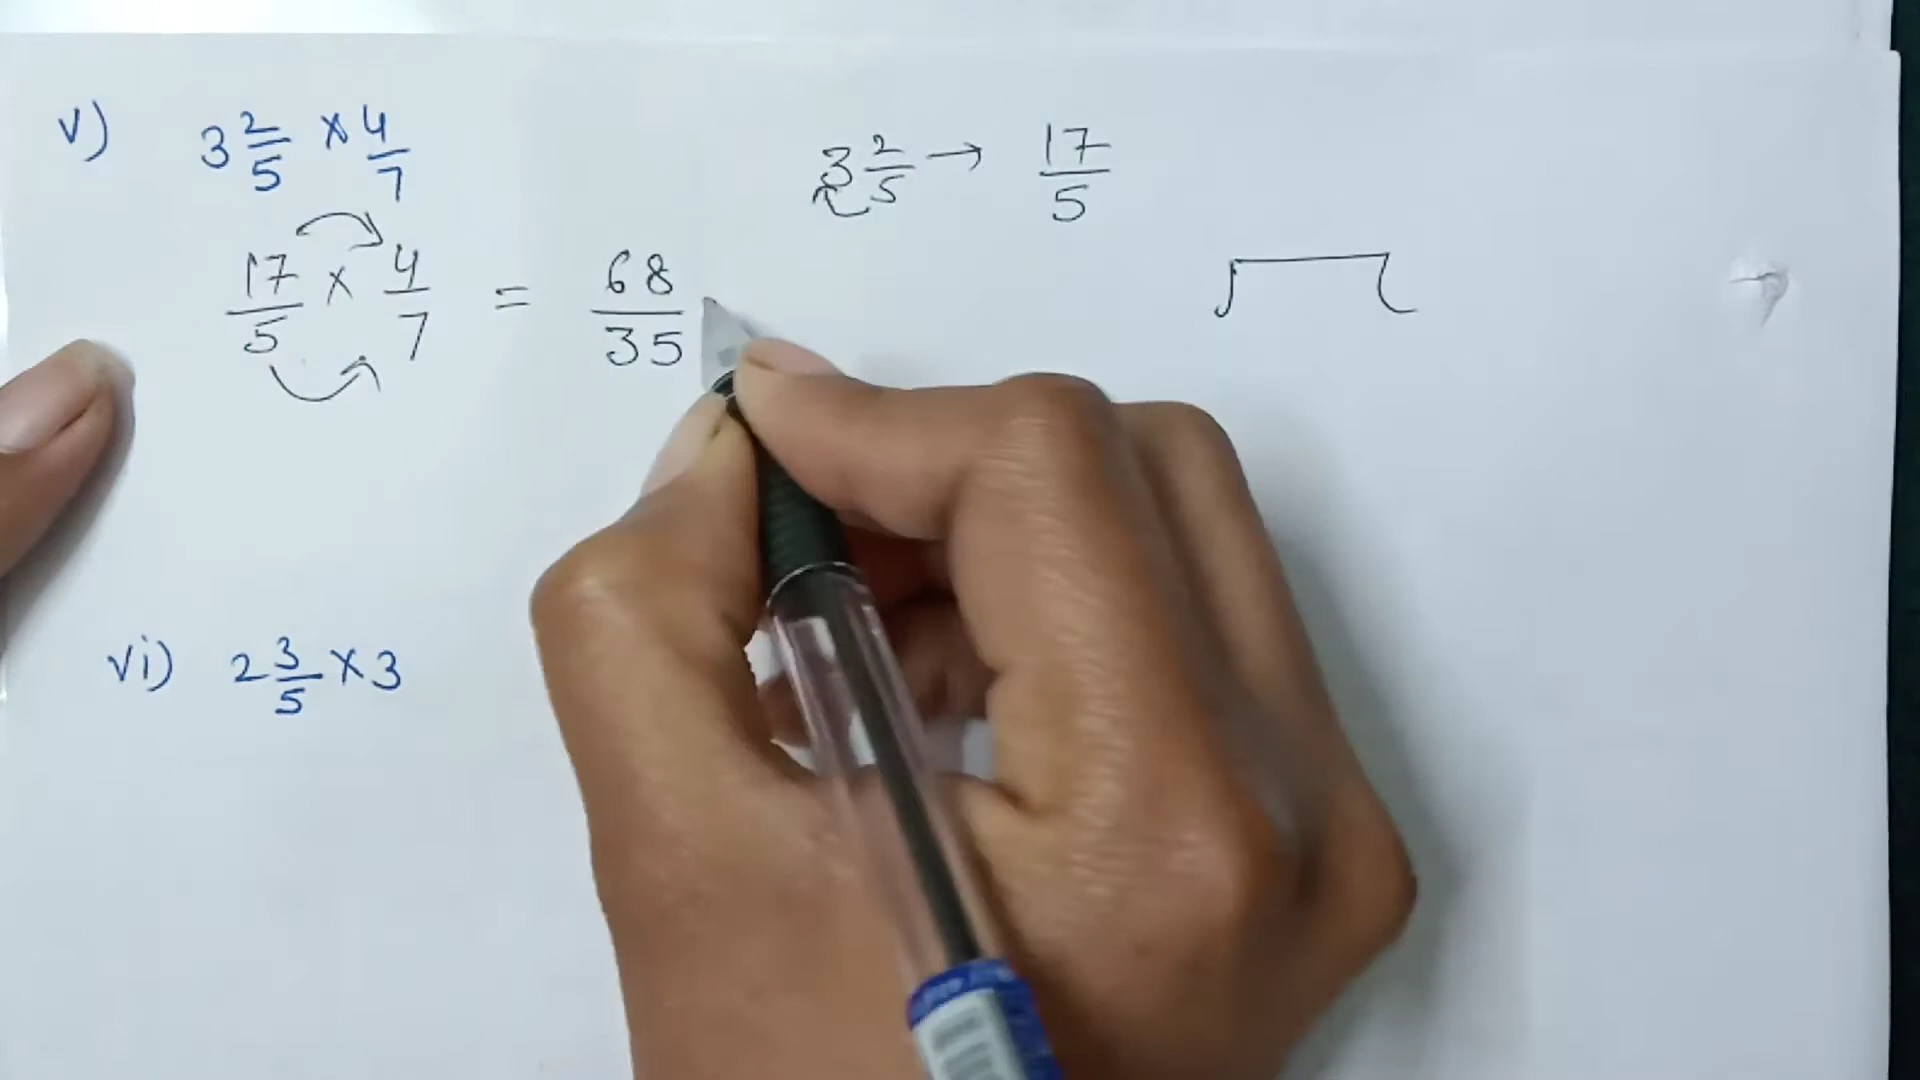 v) 3 2/5 × 4/7
3 2/5 → 17/5
17/5 × 4/7 = 68/35
vi) 2 3/5 × 3